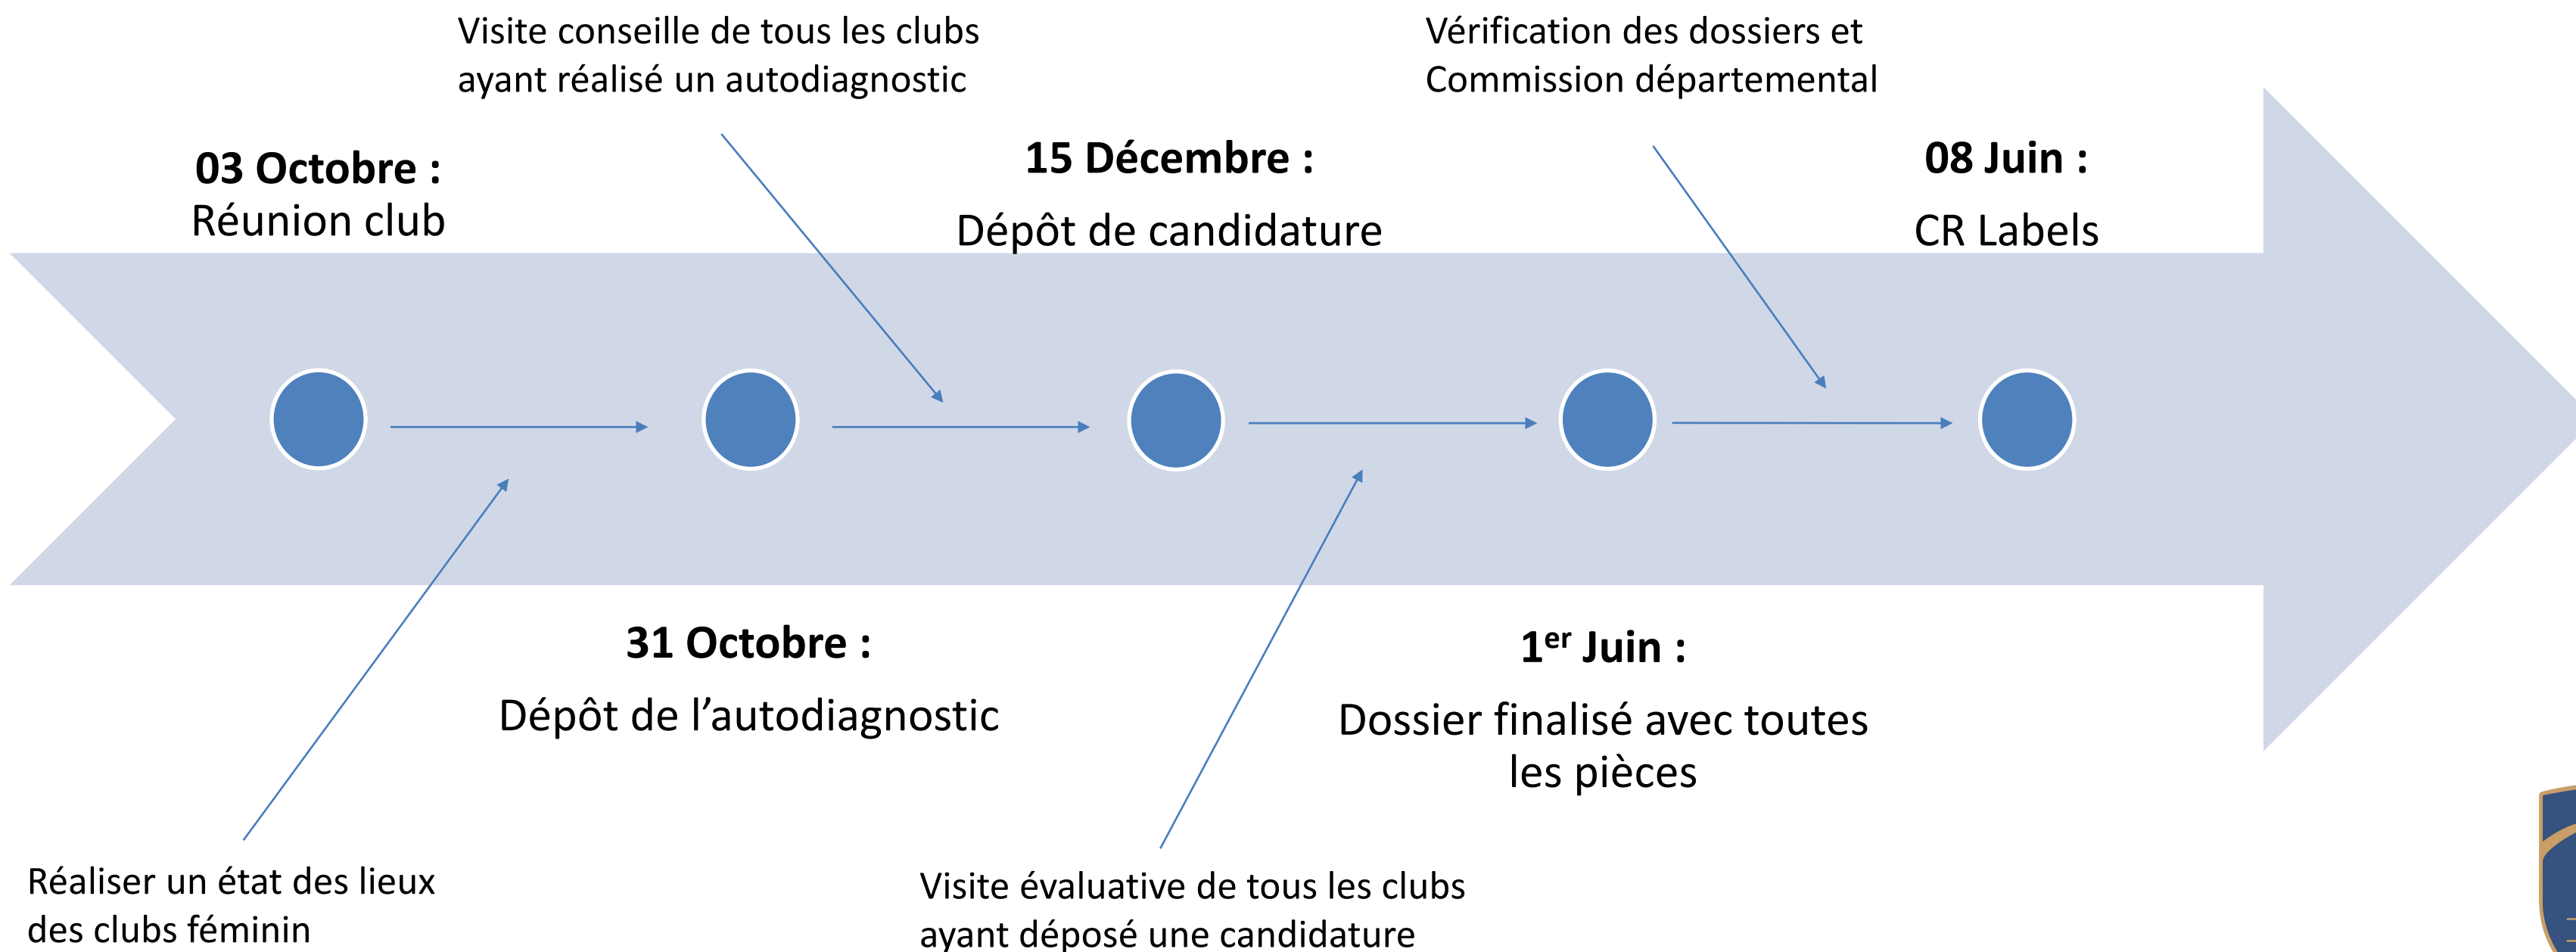 Visite conseille de tous les clubs
ayant réalisé un autodiagnostic
Vérification des dossiers et
Commission départemental
03 Octobre :
Réunion club
15 Décembre :
Dépôt de candidature
08 Juin :
CR Labels
31 Octobre :
Dépôt de l’autodiagnostic
1er Juin :
Dossier finalisé avec toutes
les pièces
Réaliser un état des lieux
des clubs féminin
Visite évaluative de tous les clubs
ayant déposé une candidature